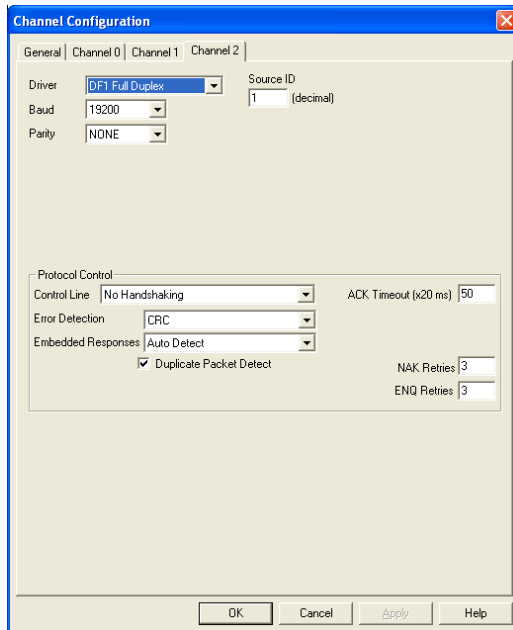 Channel Configuration
General Channel 0 Channel 1 Channel 2
Driver DF1 Full Duplex Source ID
1 (decimal)
Baud 19200
Parity NONE
Protocol Control
Control Line No Handshaking ACK Timeout (x20 ms) 50
Error Detection CRC
Embedded Responses Auto Detect
Duplicate Packet Detect NAK Retries 3
ENQ Retries 3
OK Cancel Apply Help